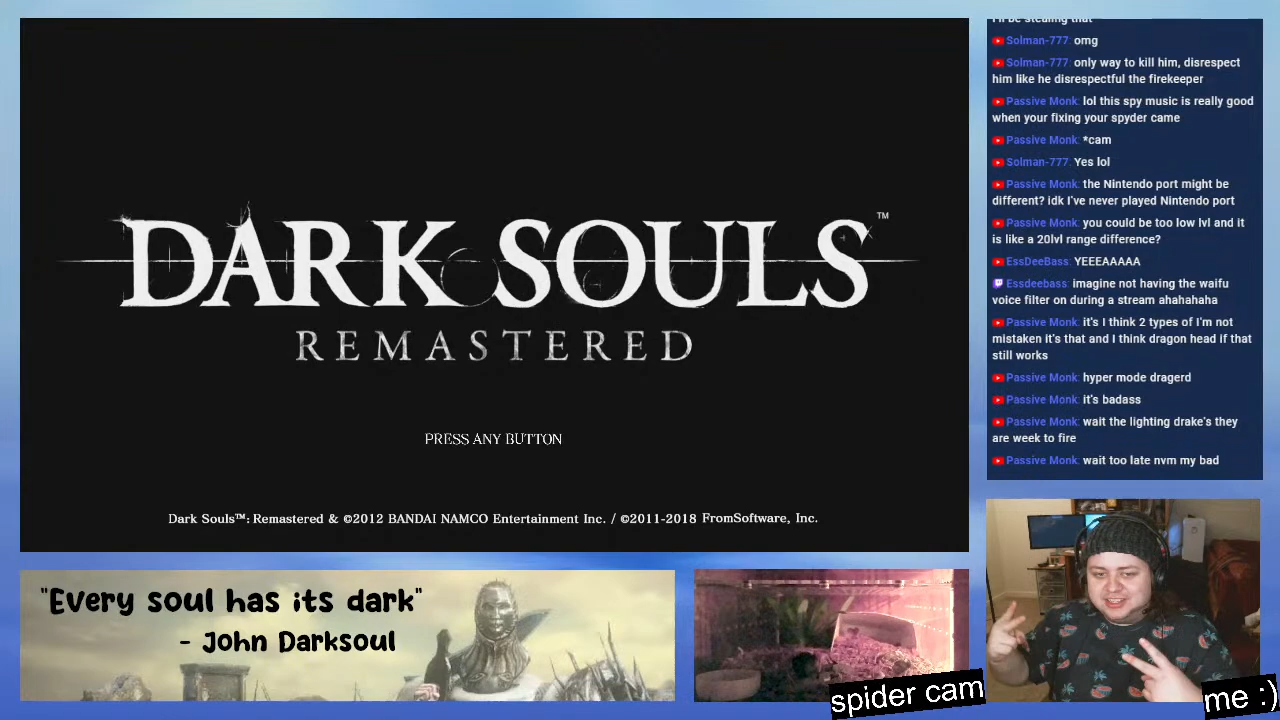 DARK SOULS™
REMASTERED
PRESS ANY BUTTON
Dark Souls™: Remastered & ©2012 BANDAI NAMCO Entertainment Inc. / ©2011-2018 FromSoftware, Inc.
"Every soul has its dark"
- John Darksoul
spider cam
me :)
I'll be stealing that
Solman-777: omg
Solman-777: only way to kill him, disrespect
him like he disrespectful the firekeeper
Passive Monk: lol this spy music is really good
when your fixing your spyder came
Passive Monk: *cam
Solman-777: Yes lol
Passive Monk: the Nintendo port might be
different? idk I've never played Nintendo port
Passive Monk: you could be too low lvl and it
is like a 20lvl range difference?
EssDeeBass: YEEEAAAAA
Essdeebass: imagine not having the waifu
voice filter on during a stream ahahahaha
Passive Monk: it's I think 2 types of I'm not
mistaken it's that and I think dragon head if that
still works
Passive Monk: hyper mode dragerd
Passive Monk: it's badass
Passive Monk: wait the lighting drake's they
are week to fire
Passive Monk: wait too late nvm my bad